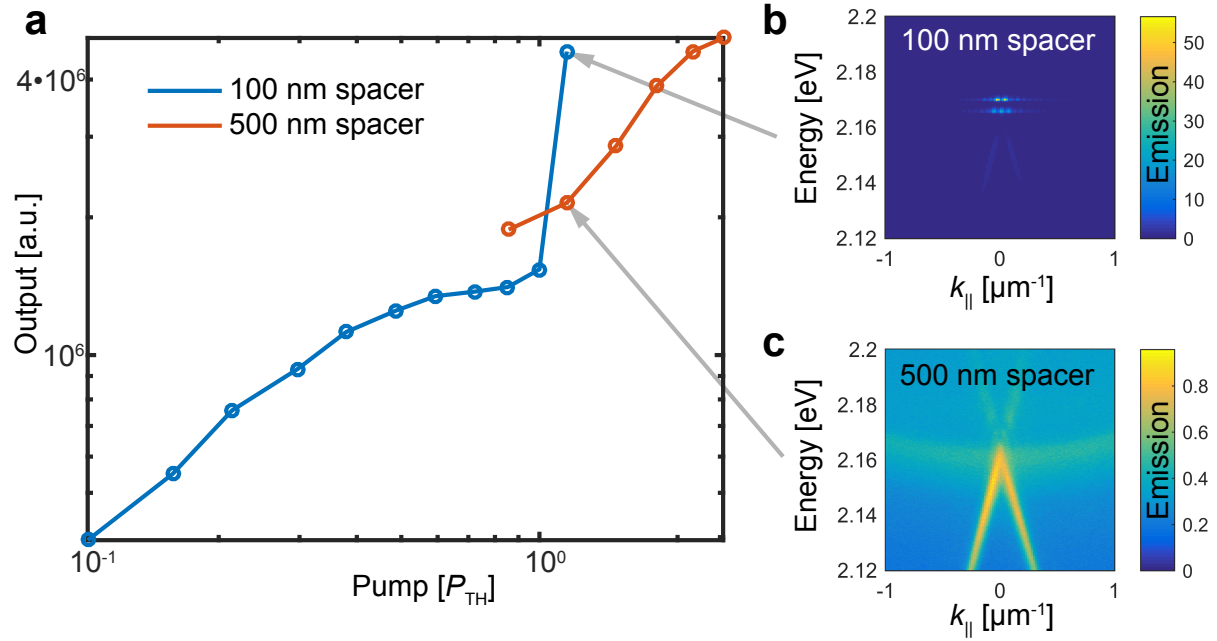 a
4•10⁶
10⁶
Output [a.u.]
100 nm spacer
500 nm spacer
10⁻¹
10⁰
Pump [P_TH]
b
2.2
2.18
2.16
2.14
2.12
Energy [eV]
100 nm spacer
-1
0
1
k_|| [µm⁻¹]
50
40
30
20
10
0
Emission
c
2.2
2.18
2.16
2.14
2.12
Energy [eV]
500 nm spacer
-1
0
1
k_|| [µm⁻¹]
0.8
0.6
0.4
0.2
0
Emission